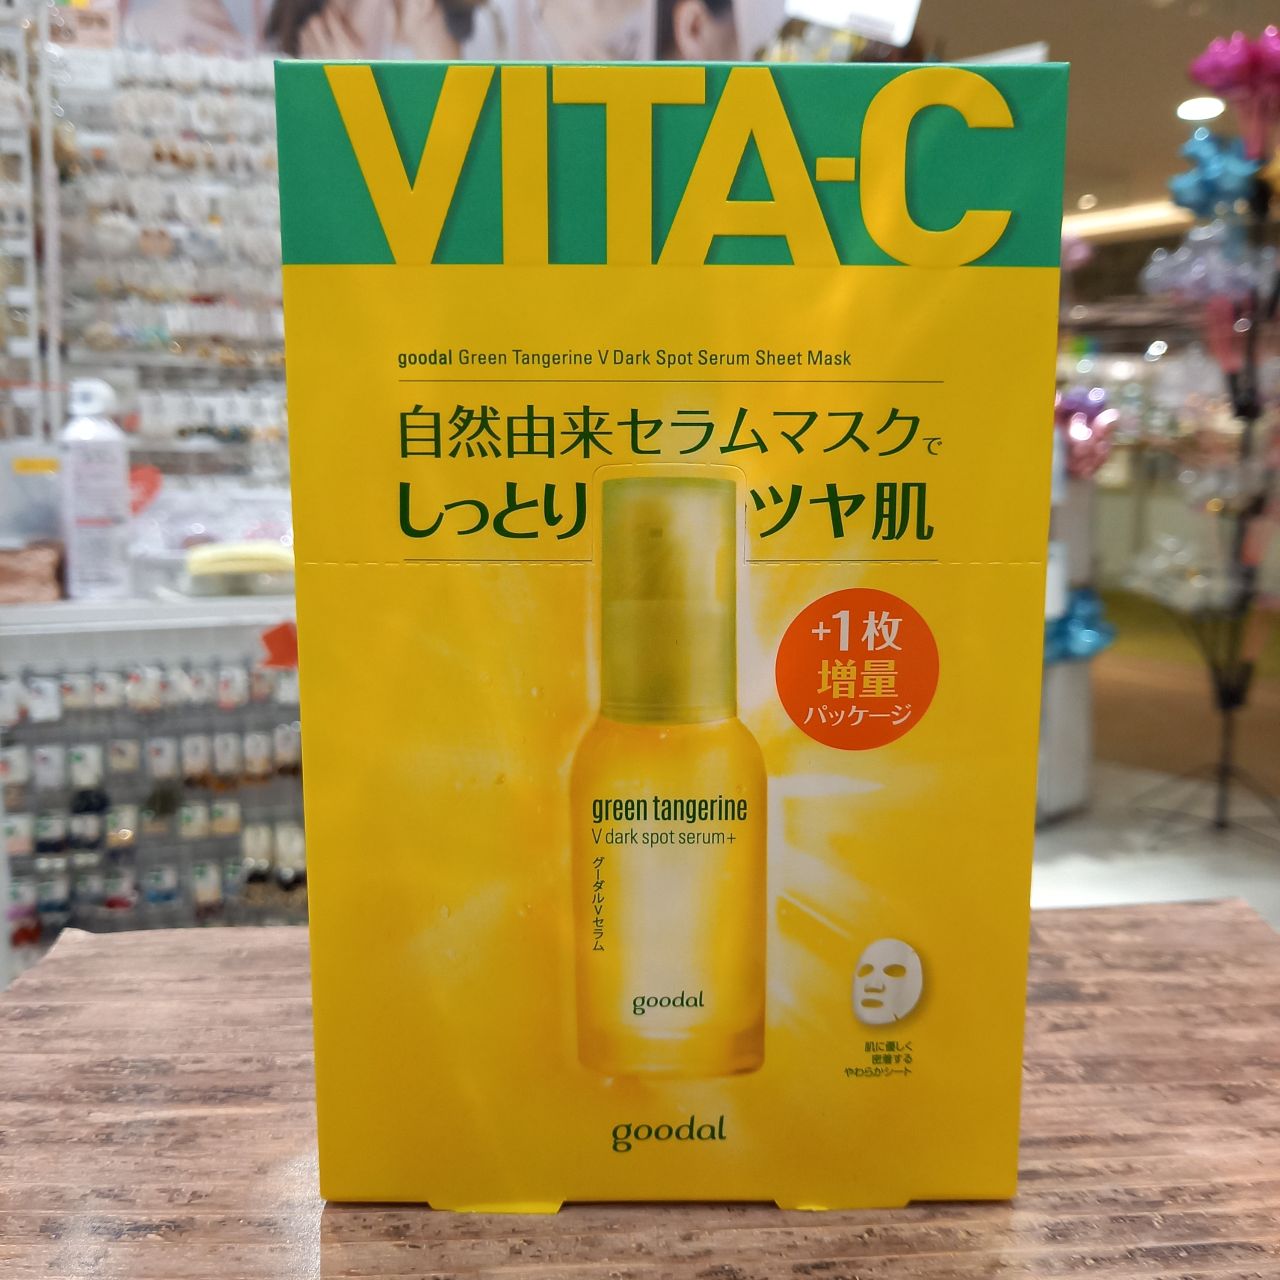 VITA-C
goodal Green Tangerine V Dark Spot Serum Sheet Mask
自然由来セラムマスクで
しっとり ツヤ肌
+1枚
増量
パッケージ
green tangerine
V dark spot serum+
グーダルVセラム
goodal
肌に優しく
密着する
やわらかシート
goodal